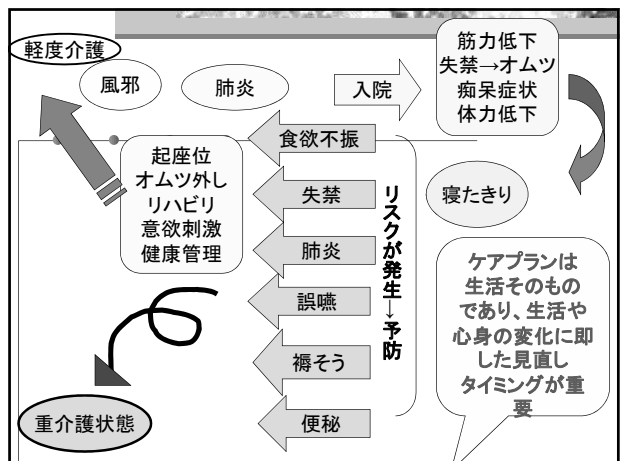 軽度介護
風邪
肺炎
入院
筋力低下
失禁→オムツ
痴呆症状
体力低下
起座位
オムツ外し
リハビリ
意欲刺激
健康管理
食欲不振
失禁
肺炎
誤嚥
褥そう
便秘
リスクが発生→予防
寝たきり
ケアプランは
生活そのもの
であり、生活や
心身の変化に即
した見直し
タイミングが重
要
重介護状態